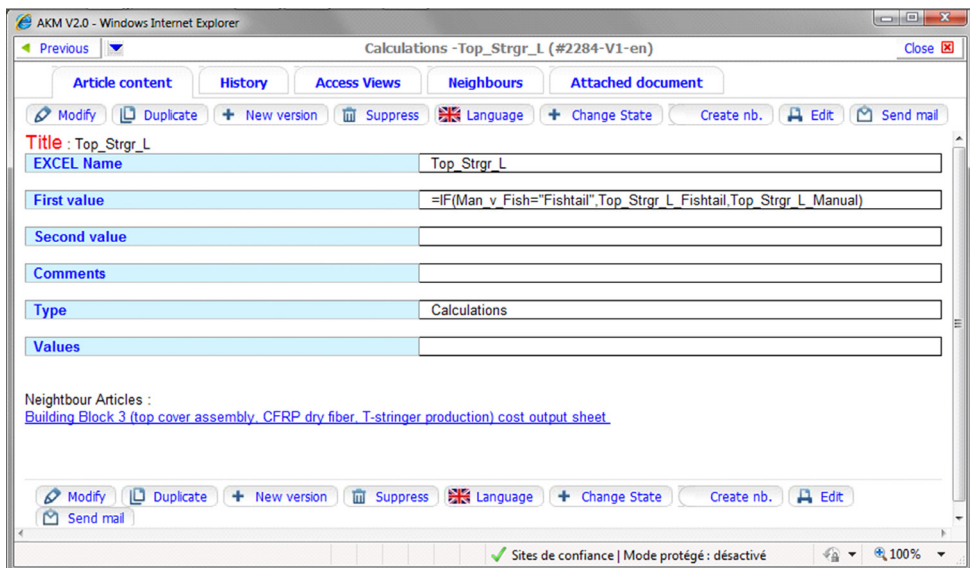 AKM V2.0 - Windows Internet Explorer
Previous Calculations -Top_Strgr_L (#2284-V1-en) Close
Article content History Access Views Neighbours Attached document
Modify Duplicate New version Suppress Language Change State Create nb. Edit Send mail
Title : Top_Strgr_L
EXCEL Name Top_Strgr_L
First value =IF(Man_v_Fish="Fishtail",Top_Strgr_L_Fishtail,Top_Strgr_L_Manual)
Second value
Comments
Type Calculations
Values
Neighbour Articles :
Building Block 3 (top cover assembly, CFRP dry fiber, T-stringer production) cost output sheet
Modify Duplicate New version Suppress Language Change State Create nb. Edit
Send mail
Sites de confiance | Mode protégé : désactivé 100%